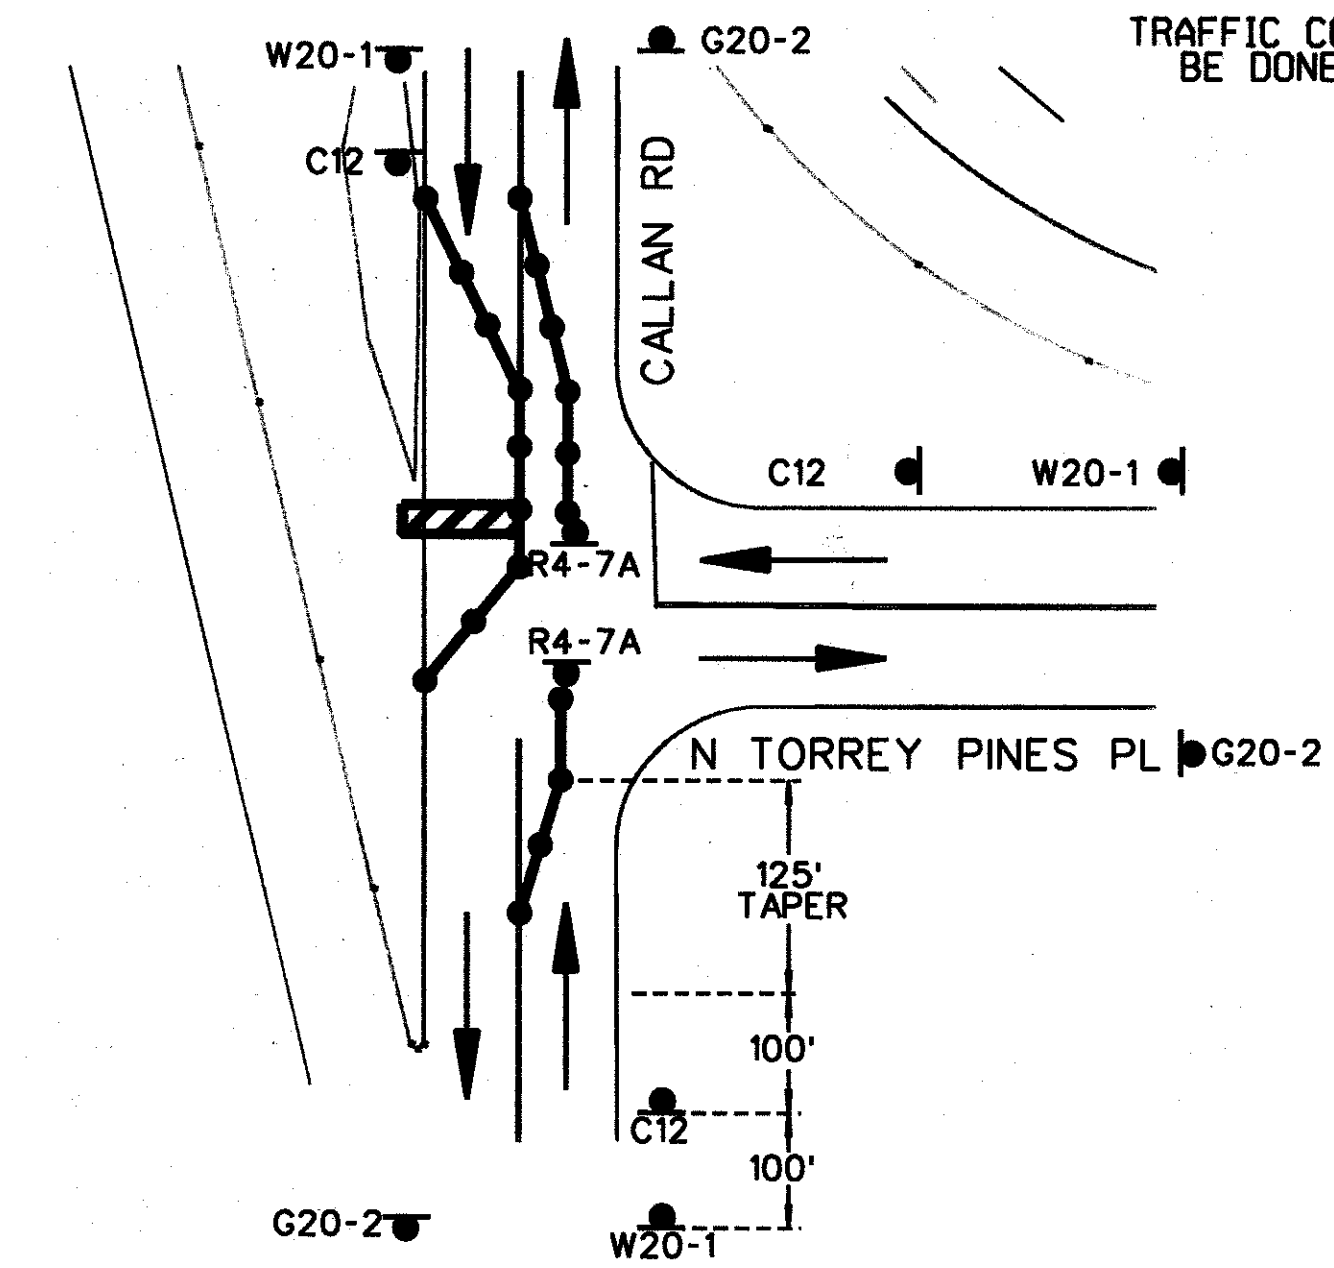 W20-1
G20-2
TRAFFIC
BE DONE
C12
CALLAN RD
C12
W20-1
R4-7A
R4-7A
N TORREY PINES PL
G20-2
125'
TAPER
100'
C12
100'
G20-2
W20-1